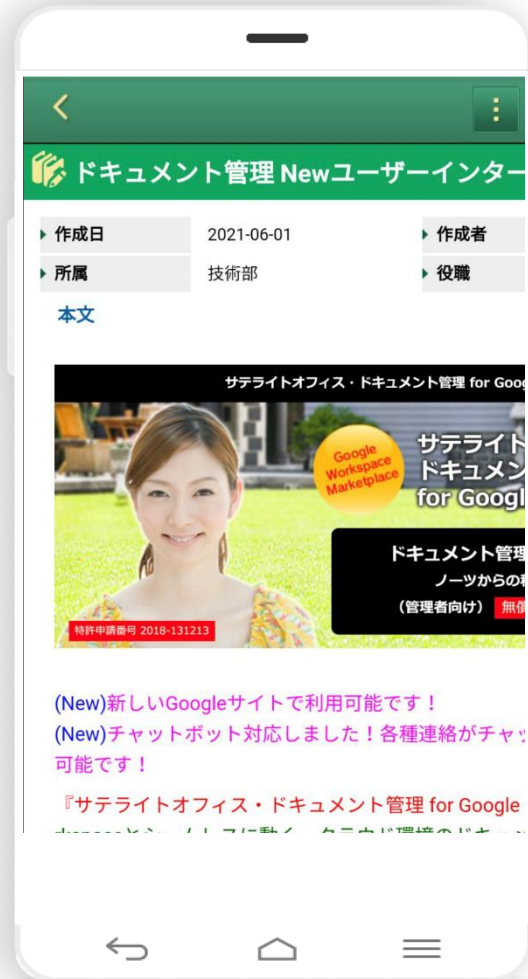 ドキュメント管理 Newユーザーインター
作成日 2021-06-01 作成者
所属 技術部 役職
本文
サテライトオフィス・ドキュメント管理 for Goog
Google
Workspace
Marketplace
サテライト
ドキュメン
for Googl
ドキュメント管理
ノーツからの
(管理者向け) 無償
特許申請番号 2018-131213
(New)新しいGoogleサイトで利用可能です！
(New)チャットボット対応しました！各種連絡がチャッ
可能です！
『サテライトオフィス・ドキュメント管理 for Google